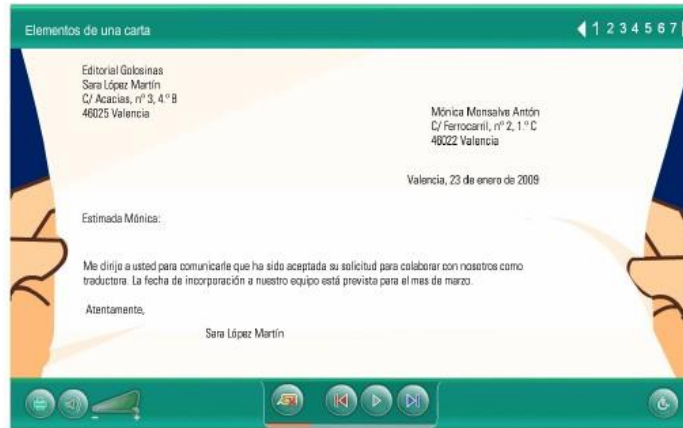 Elementos de una carta
1 2 3 4 5 6 7
Editorial Golosinas
Sara López Martín
C/ Acacias, nº 3, 4.º B
46025 Valencia
Mónica Monsalve Antón
C/ Ferrocarril, nº 2, 1.º C
46022 Valencia
Valencia, 23 de enero de 2009
Estimada Mónica:
Me dirijo a usted para comunicarle que ha sido aceptada su solicitud para colaborar con nosotros como
traductora. La fecha de incorporación a nuestro equipo está prevista para el mes de marzo.
Atentamente,
Sara López Martín